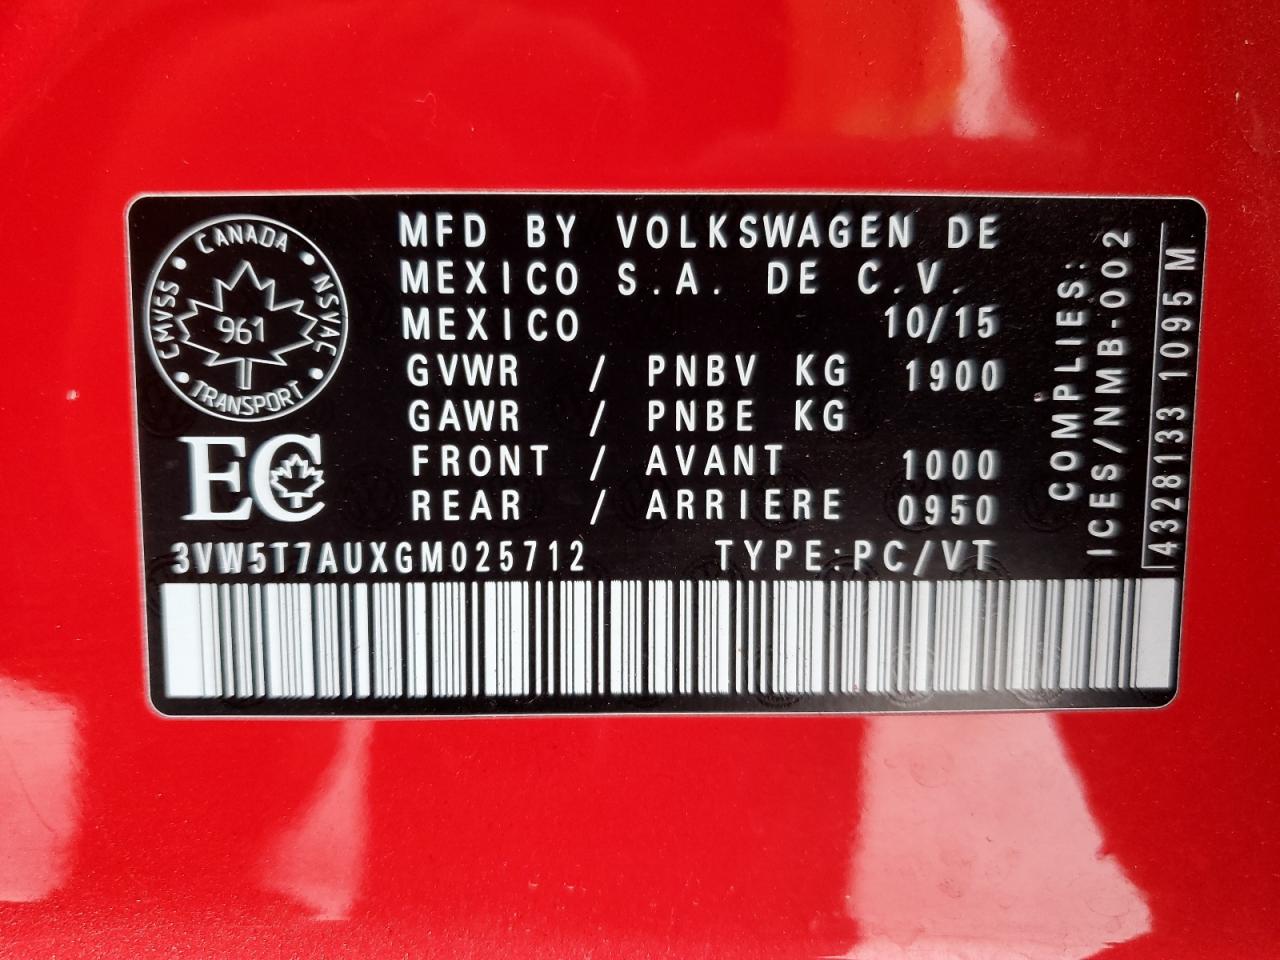 CANADA
CMVSS
NSVAC
961
TRANSPORT
EC
MFD BY VOLKSWAGEN DE
MEXICO S.A. DE C.V.
MEXICO 10/15
GVWR / PNBV KG 1900
GAWR / PNBE KG
FRONT / AVANT 1000
REAR / ARRIERE 0950
3VW5T7AUXGM025712 TYPE:PC/VT
COMPLIES:
ICES/NMB-002
4328133 1095 M